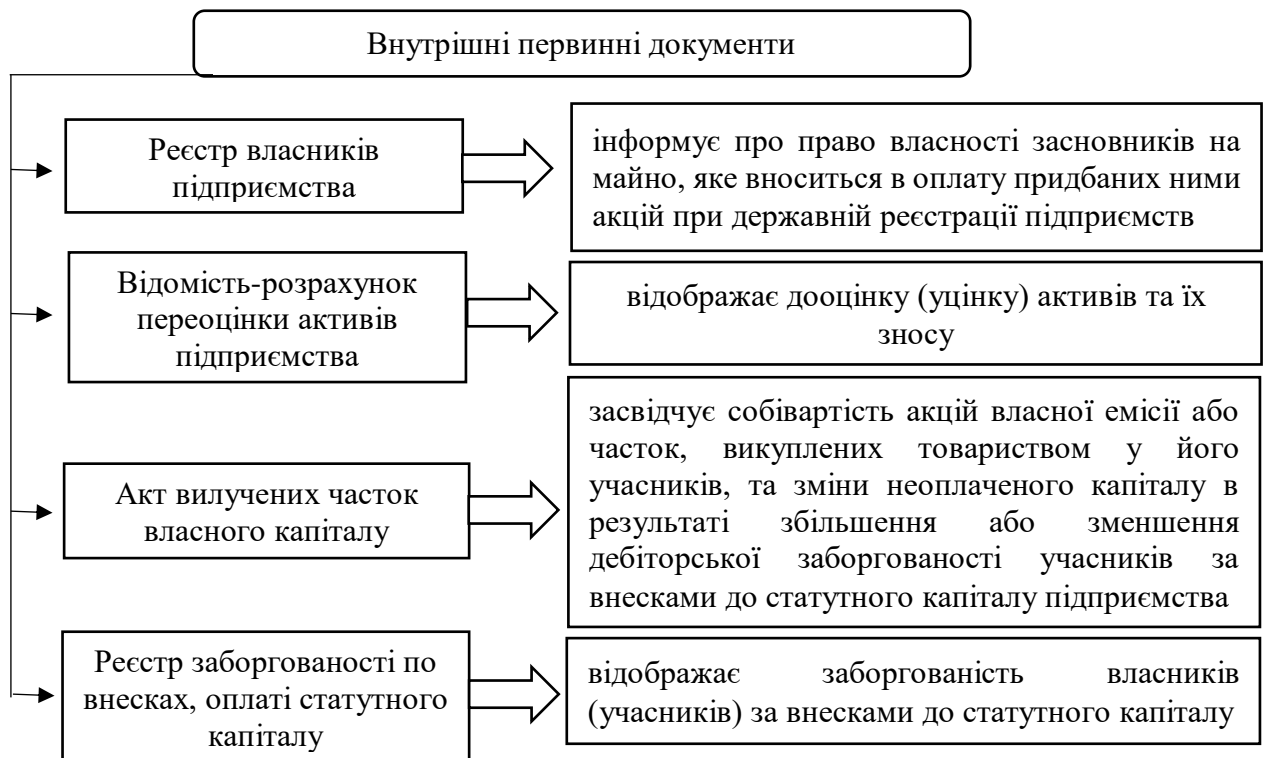 Внутрішні первинні документи
Реєстр власників
підприємства
інформує про право власності засновників на
майно, яке вноситься в оплату придбаних ними
акцій при державній реєстрації підприємств
Відомість-розрахунок
переоцінки активів
підприємства
відображає дооцінку (уцінку) активів та їх
зносу
Акт вилучених часток
власного капіталу
засвідчує собівартість акцій власної емісії або
часток, викуплених товариством у його
учасників, та зміни неоплаченого капіталу в
результаті збільшення або зменшення
дебіторської заборгованості учасників за
внесками до статутного капіталу підприємства
Реєстр заборгованості по
внесках, оплаті статутного
капіталу
відображає заборгованість власників
(учасників) за внесками до статутного капіталу